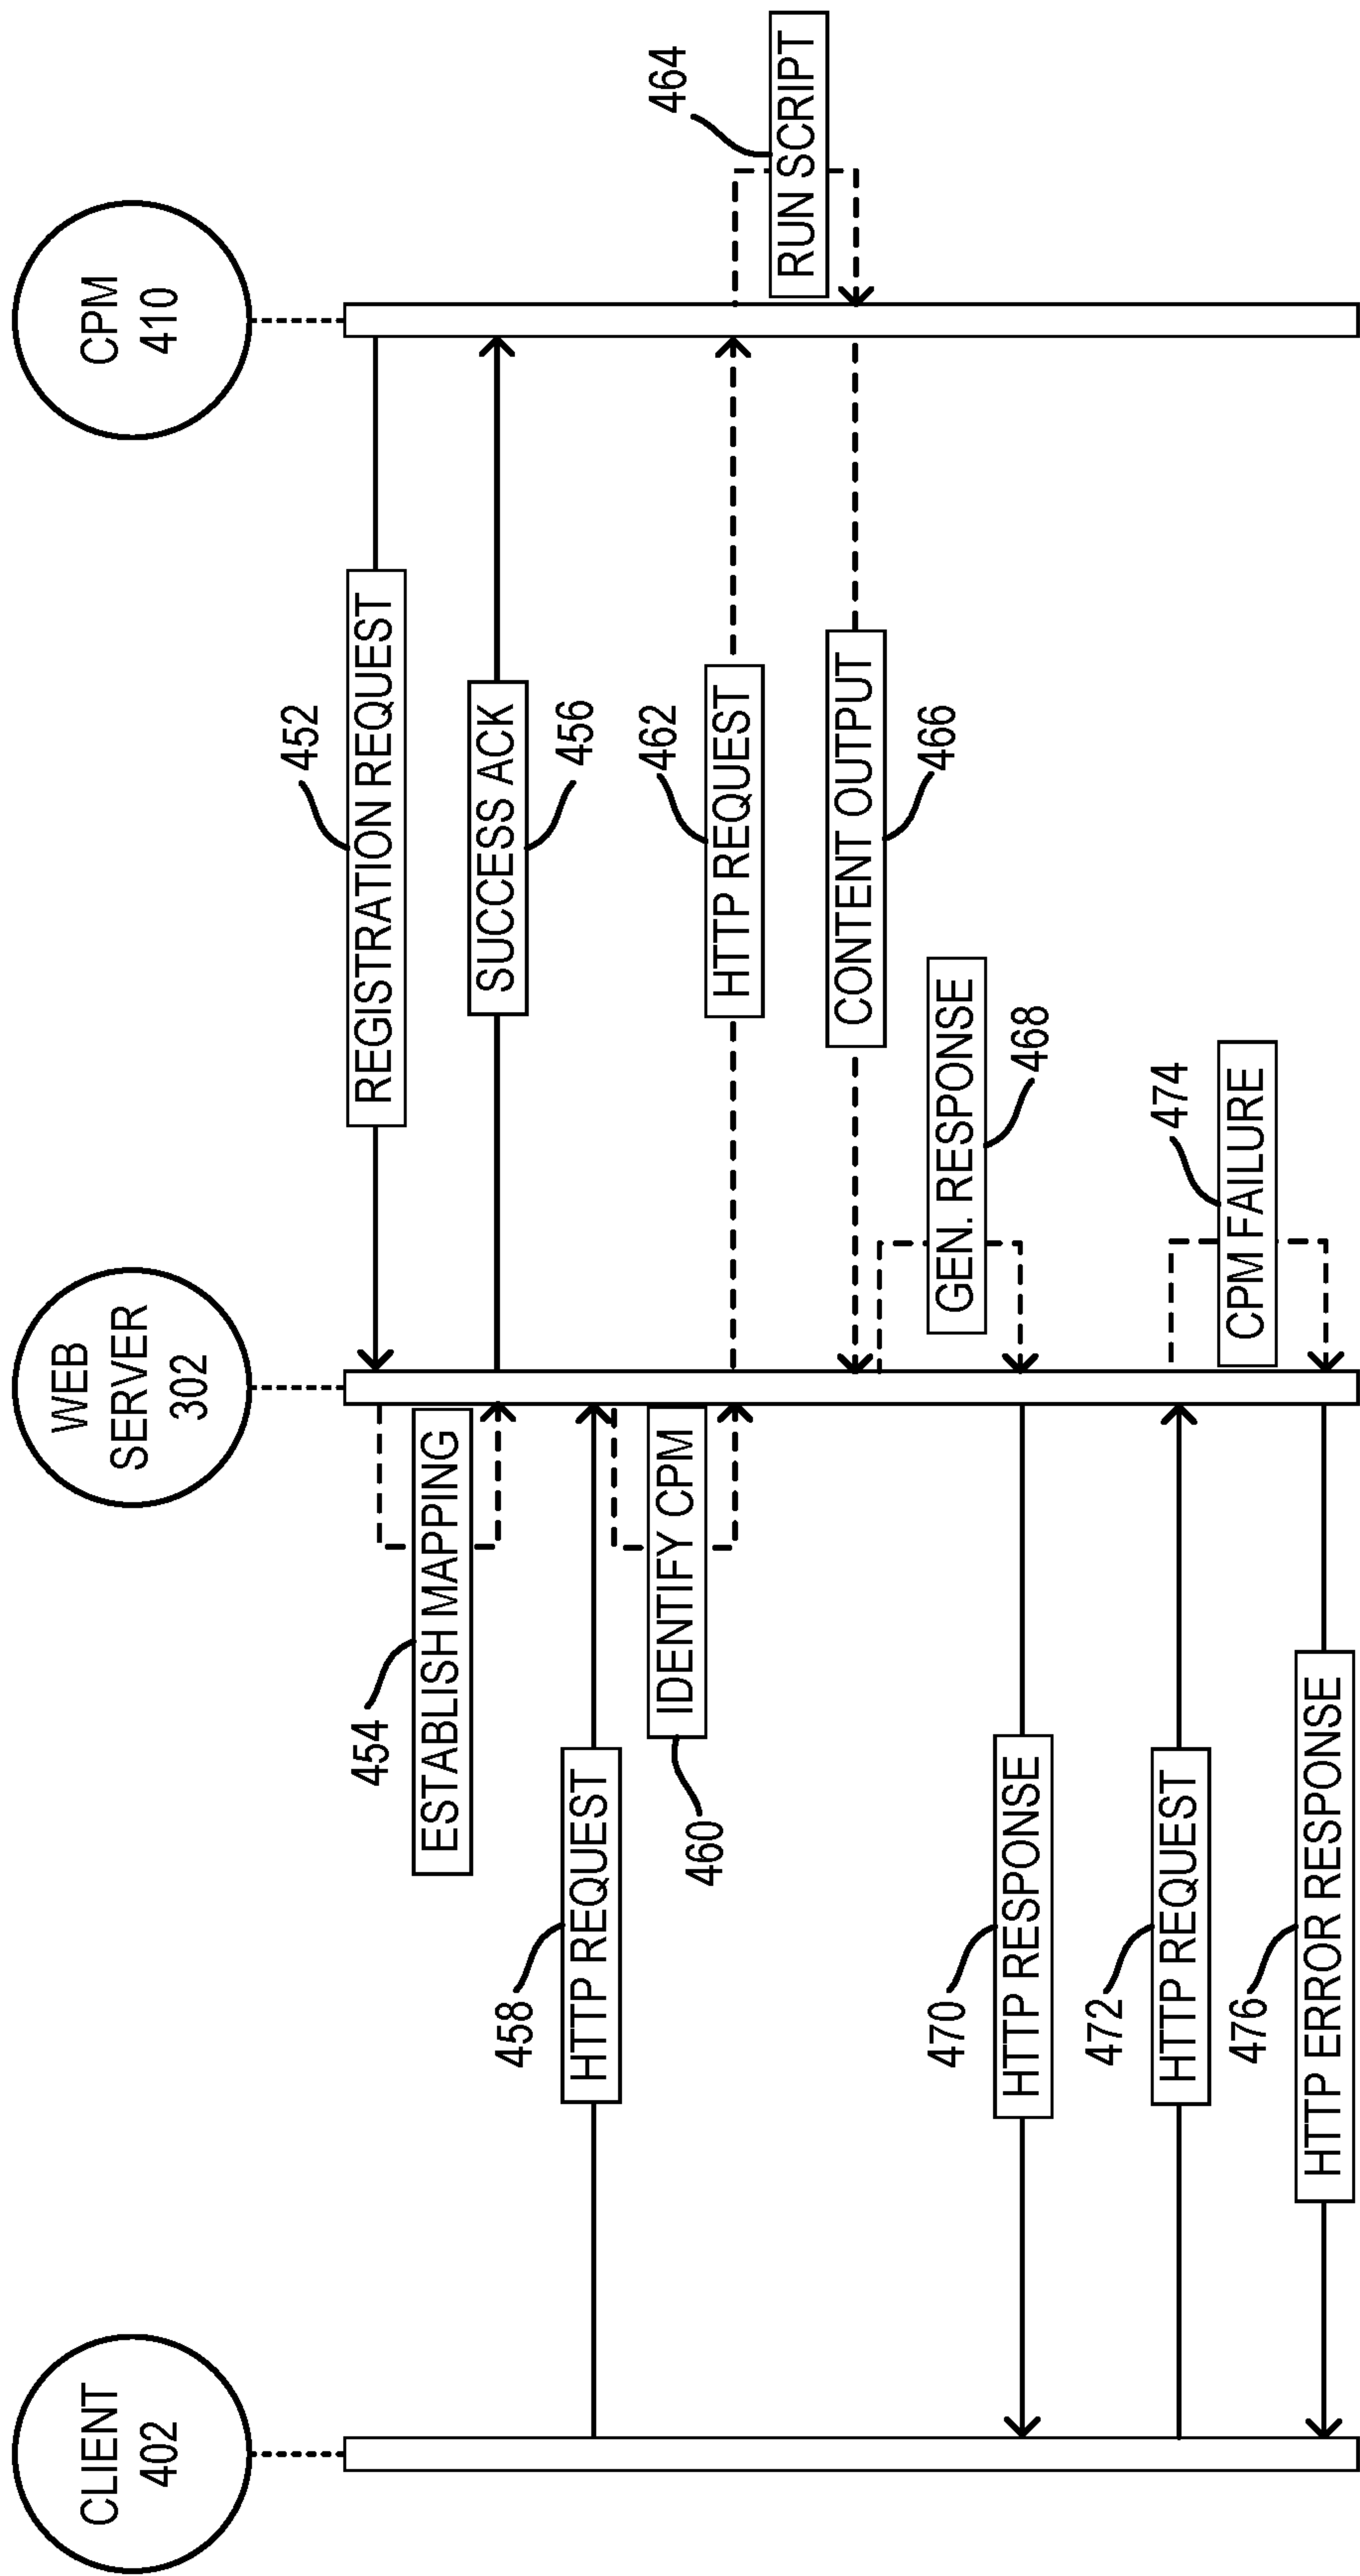 CLIENT
402
WEB
SERVER
302
CPM
410
452
REGISTRATION REQUEST
454
ESTABLISH MAPPING
SUCCESS ACK
456
458
HTTP REQUEST
IDENTIFY CPM
460
462
HTTP REQUEST
464
RUN SCRIPT
CONTENT OUTPUT
466
GEN. RESPONSE
468
470
HTTP RESPONSE
472
HTTP REQUEST
474
CPM FAILURE
476
HTTP ERROR RESPONSE